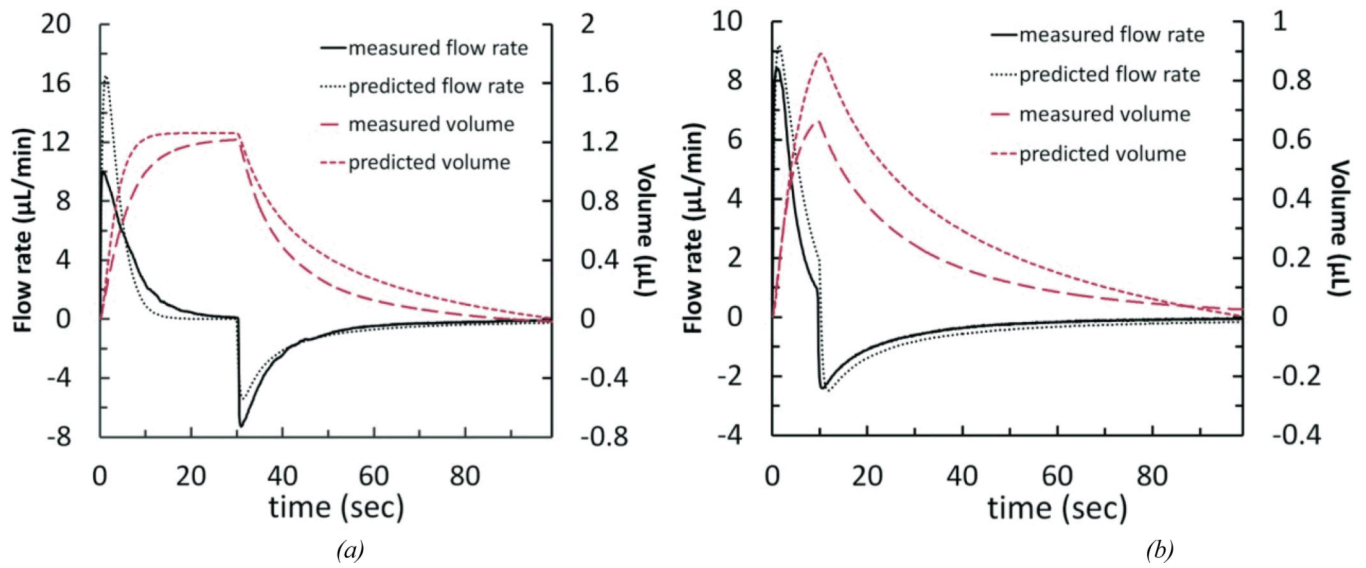 20
16
12
8
4
0
-4
-8
Flow rate (µL/min)
measured flow rate
predicted flow rate
measured volume
predicted volume
2
1.6
1.2
0.8
0.4
0
-0.4
-0.8
Volume (µL)
0 20 40 60 80
time (sec)
(a)
10
8
6
4
2
0
-2
-4
Flow rate (µL/min)
measured flow rate
predicted flow rate
measured volume
predicted volume
1
0.8
0.6
0.4
0.2
0
-0.2
-0.4
Volume (µL)
0 20 40 60 80
time (sec)
(b)